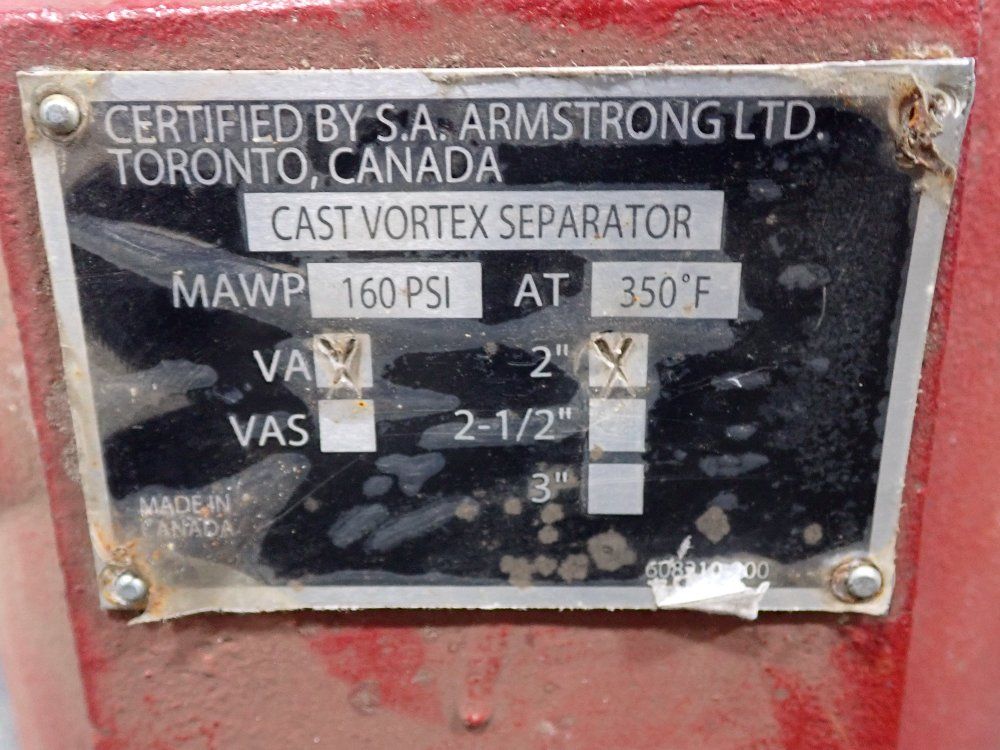 CERTIFIED BY S.A. ARMSTRONG LTD.
TORONTO, CANADA
CAST VORTEX SEPARATOR
MAWP 160 PSI AT 350°F
VA X 2" X
VAS 2-1/2"
3"
MADE IN
CANADA